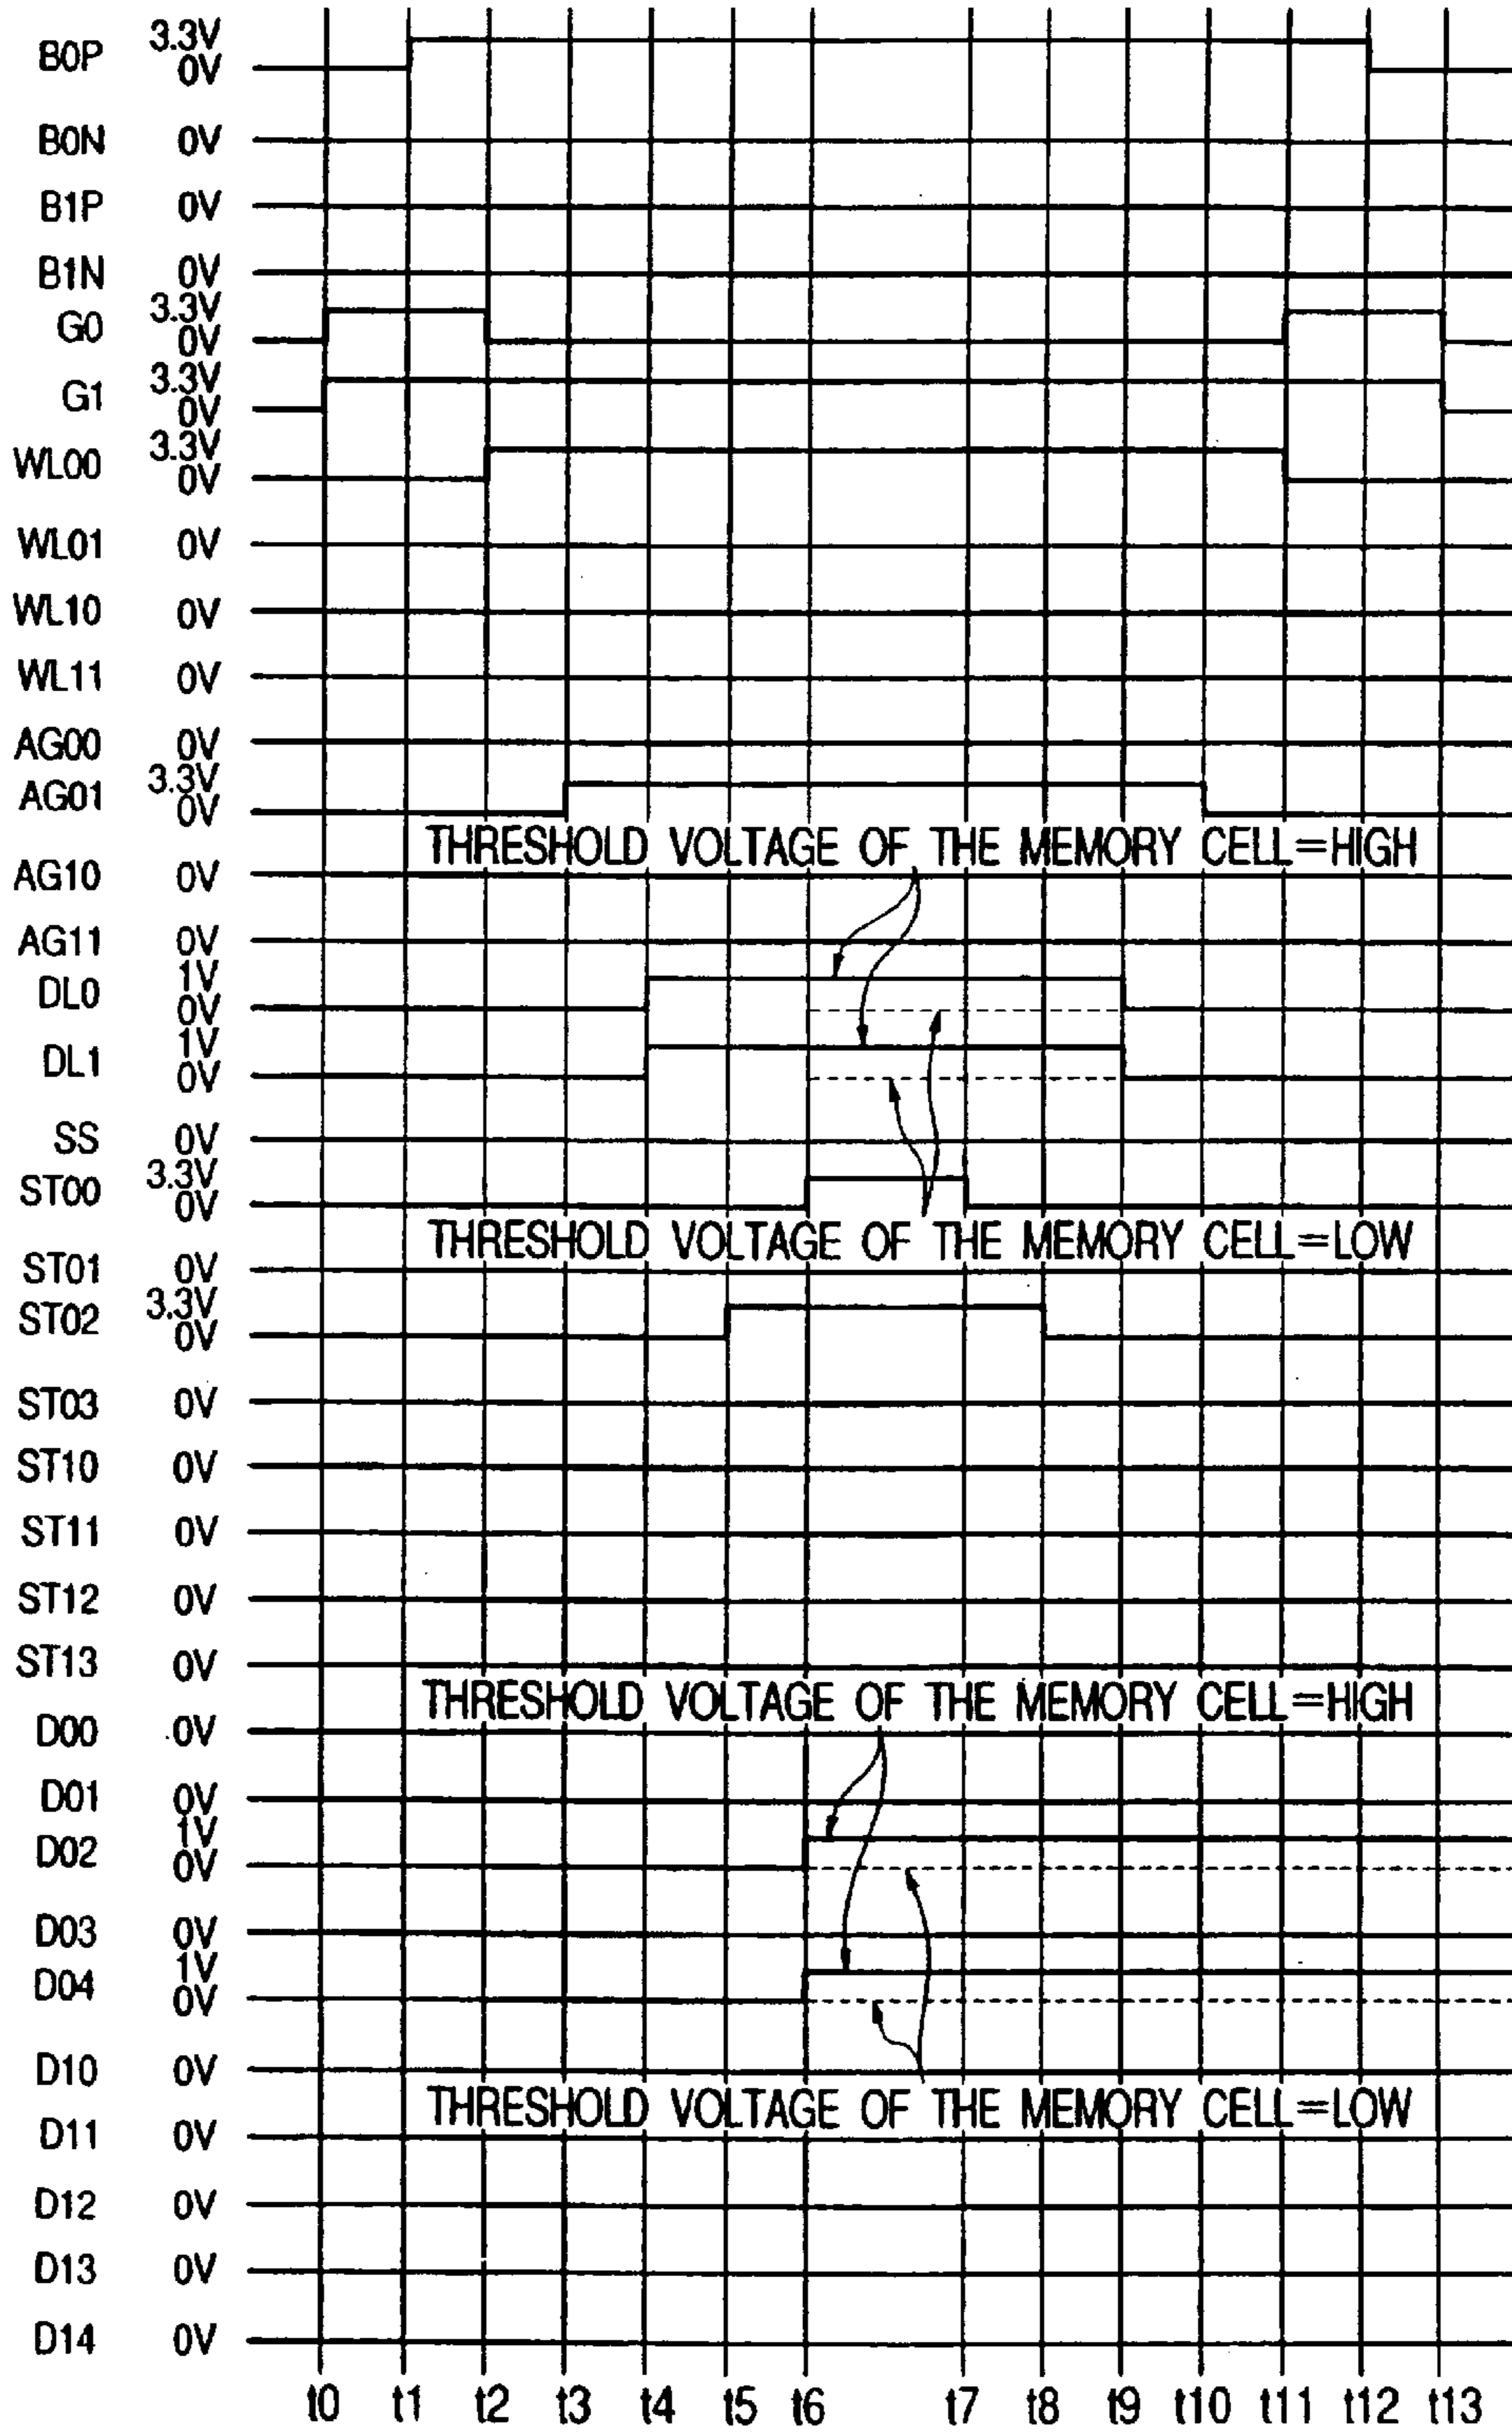 B0P 3.3V
0V
B0N 0V
B1P 0V
B1N 0V
G0 3.3V
0V
G1 3.3V
0V
WL00 3.3V
0V
WL01 0V
WL10 0V
WL11 0V
AG00 0V
AG01 3.3V
0V
THRESHOLD VOLTAGE OF THE MEMORY CELL=HIGH
AG10 0V
AG11 0V
DL0 1V
0V
DL1 1V
0V
SS 0V
ST00 3.3V
0V
THRESHOLD VOLTAGE OF THE MEMORY CELL=LOW
ST01 0V
ST02 3.3V
0V
ST03 0V
ST10 0V
ST11 0V
ST12 0V
ST13 0V
THRESHOLD VOLTAGE OF THE MEMORY CELL=HIGH
D00 0V
D01 0V
D02 1V
0V
D03 0V
D04 1V
0V
D10 0V
THRESHOLD VOLTAGE OF THE MEMORY CELL=LOW
D11 0V
D12 0V
D13 0V
D14 0V
t0 t1 t2 t3 t4 t5 t6 t7 t8 t9 t10 t11 t12 t13